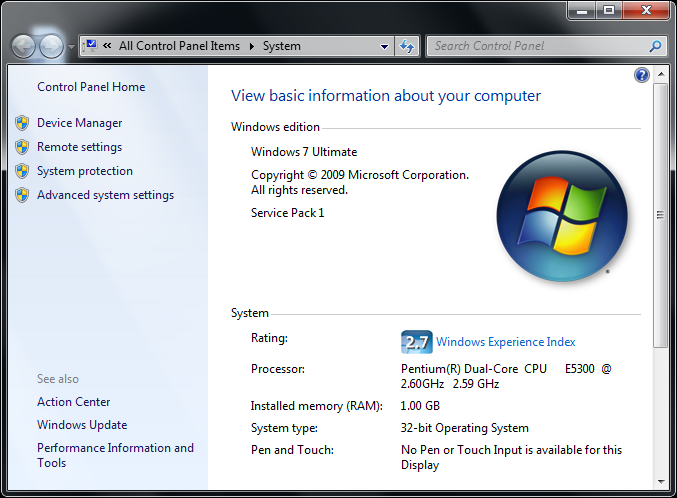 « All Control Panel Items ▸ System
Search Control Panel
Control Panel Home
Device Manager
Remote settings
System protection
Advanced system settings
See also
Action Center
Windows Update
Performance Information and
Tools
View basic information about your computer
Windows edition
Windows 7 Ultimate
Copyright © 2009 Microsoft Corporation.
All rights reserved.
Service Pack 1
System
Rating:
2.7 Windows Experience Index
Processor:
Pentium(R) Dual-Core CPU E5300 @
2.60GHz 2.59 GHz
Installed memory (RAM):
1.00 GB
System type:
32-bit Operating System
Pen and Touch:
No Pen or Touch Input is available for this
Display